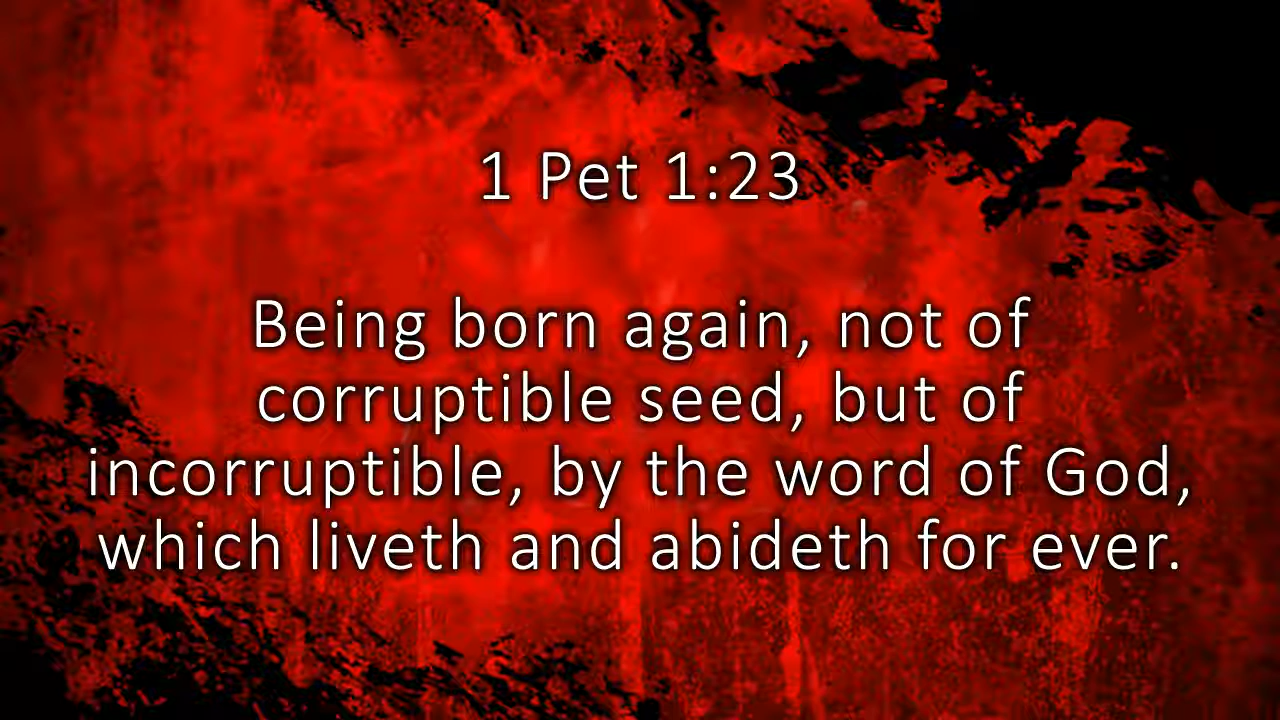 1 Pet 1:23
Being born again, not of
corruptible seed, but of
incorruptible, by the word of God,
which liveth and abideth for ever.